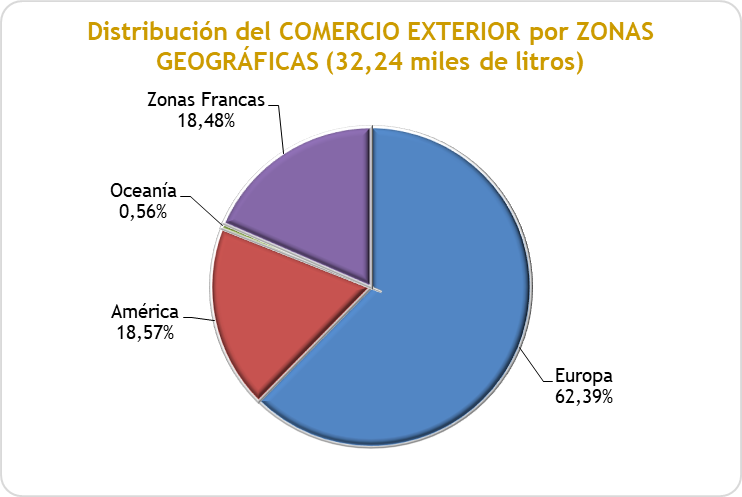 Distribución del COMERCIO EXTERIOR por ZONAS
GEOGRÁFICAS (32,24 miles de litros)
Zonas Francas
18,48%
Oceanía
0,56%
América
18,57%
Europa
62,39%